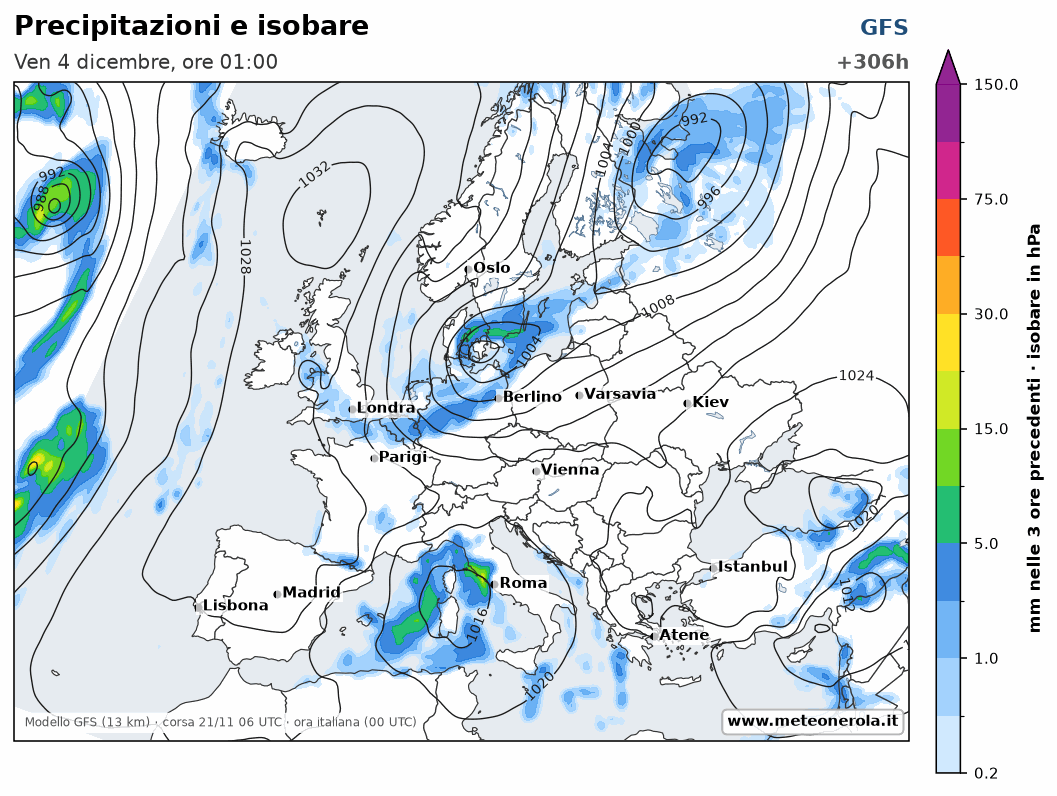 Precipitazioni e isobare
GFS
Ven 4 dicembre, ore 01:00
+306h
150.0
75.0
30.0
15.0
5.0
1.0
0.2
mm nelle 3 ore precedenti · isobare in hPa
992
988
1032
1028
992
1000
1004
996
1008
1004
1024
1020
1012
1016
1020
Oslo
Berlino
Varsavia
Kiev
Londra
Parigi
Vienna
Istanbul
Roma
Madrid
Lisbona
Atene
Modello GFS (13 km) · corsa 21/11 06 UTC · ora italiana (00 UTC)
www.meteonerola.it